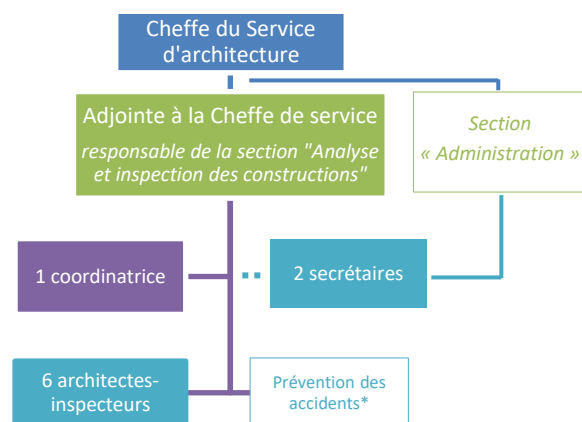 Cheffe du Service
d'architecture
Adjointe à la Cheffe de service
responsable de la section "Analyse
et inspection des constructions"
Section
« Administration »
1 coordinatrice
2 secrétaires
6 architectes-
inspecteurs
Prévention des
accidents*